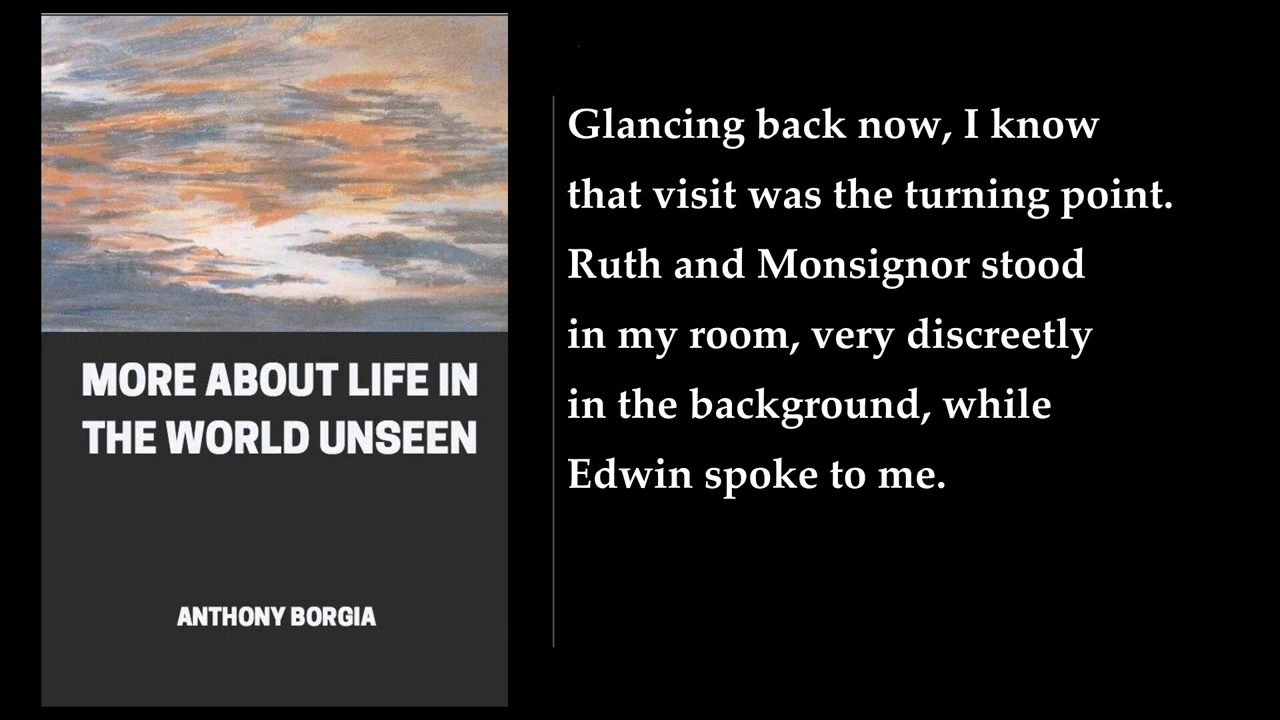 MORE ABOUT LIFE IN
THE WORLD UNSEEN
ANTHONY BORGIA
Glancing back now, I know
that visit was the turning point.
Ruth and Monsignor stood
in my room, very discreetly
in the background, while
Edwin spoke to me.